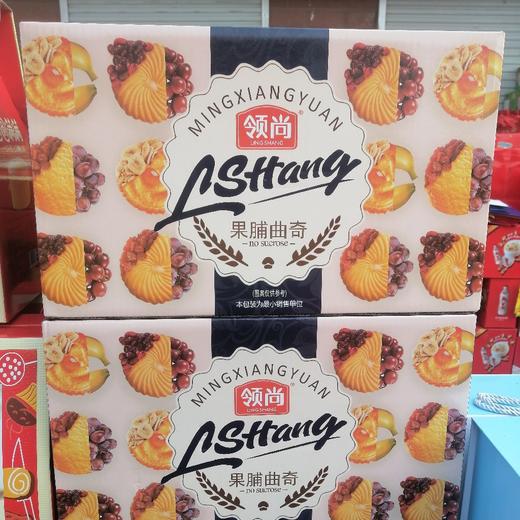 MINGXIANGYUAN
领尚®
LING SHANG
LSHang
果脯曲奇
no sucrose
(图案仅供参考)
本包装为最小销售单位
MINGXIANGYUAN
领尚®
LING SHANG
LSHang
果脯曲奇
no sucrose